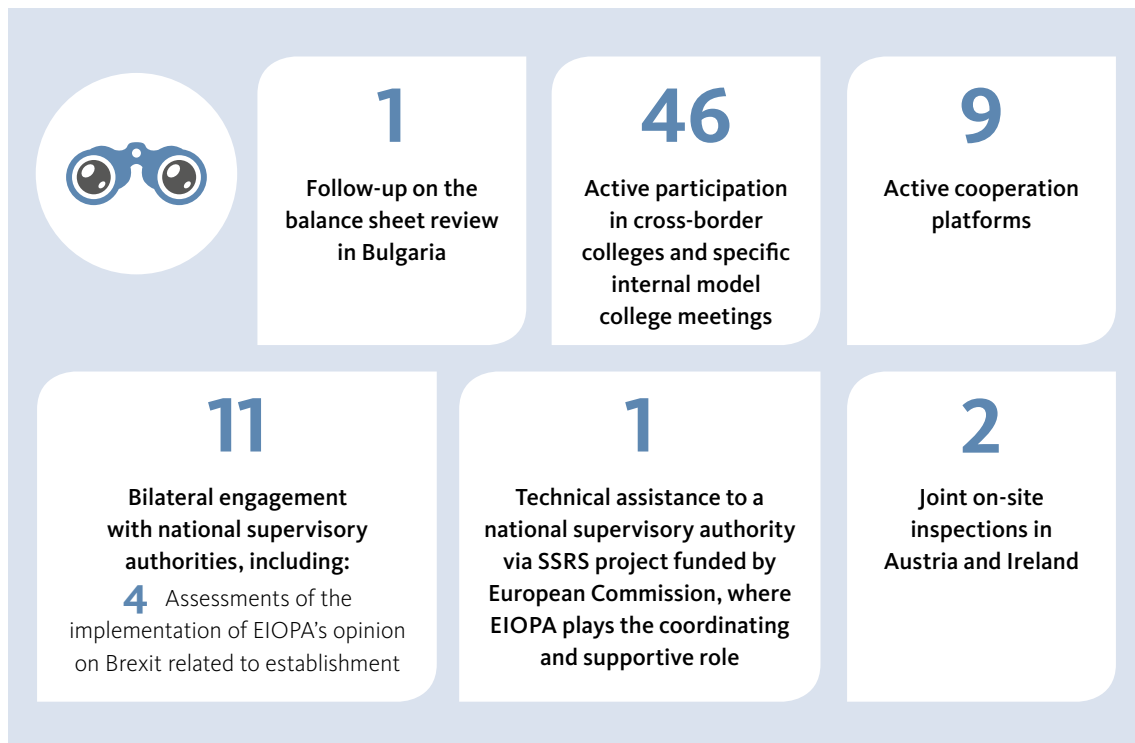 1
Follow-up on the
balance sheet review
in Bulgaria
46
Active participation
in cross-border
colleges and specific
internal model
college meetings
9
Active cooperation
platforms
11
Bilateral engagement
with national supervisory
authorities, including:
4 Assessments of the
implementation of EIOPA’s opinion
on Brexit related to establishment
1
Technical assistance to a
national supervisory authority
via SSRS project funded by
European Commission, where
EIOPA plays the coordinating
and supportive role
2
Joint on-site
inspections in
Austria and Ireland